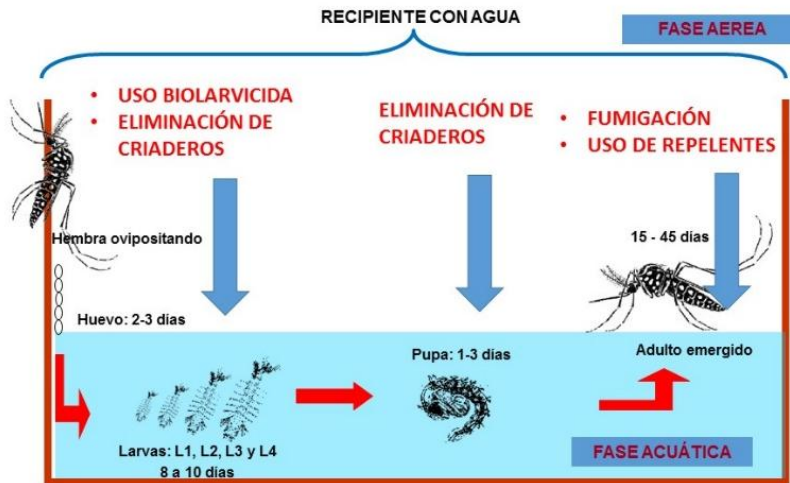 RECIPIENTE CON AGUA
FASE AEREA
• USO BIOLARVICIDA
• ELIMINACIÓN DE
CRIADEROS
ELIMINACIÓN DE
CRIADEROS
• FUMIGACIÓN
• USO DE REPELENTES
Hembra ovipositando
15 - 45 días
Huevo: 2-3 días
Pupa: 1-3 días
Adulto emergido
Larvas: L1, L2, L3 y L4
8 a 10 días
FASE ACUÁTICA